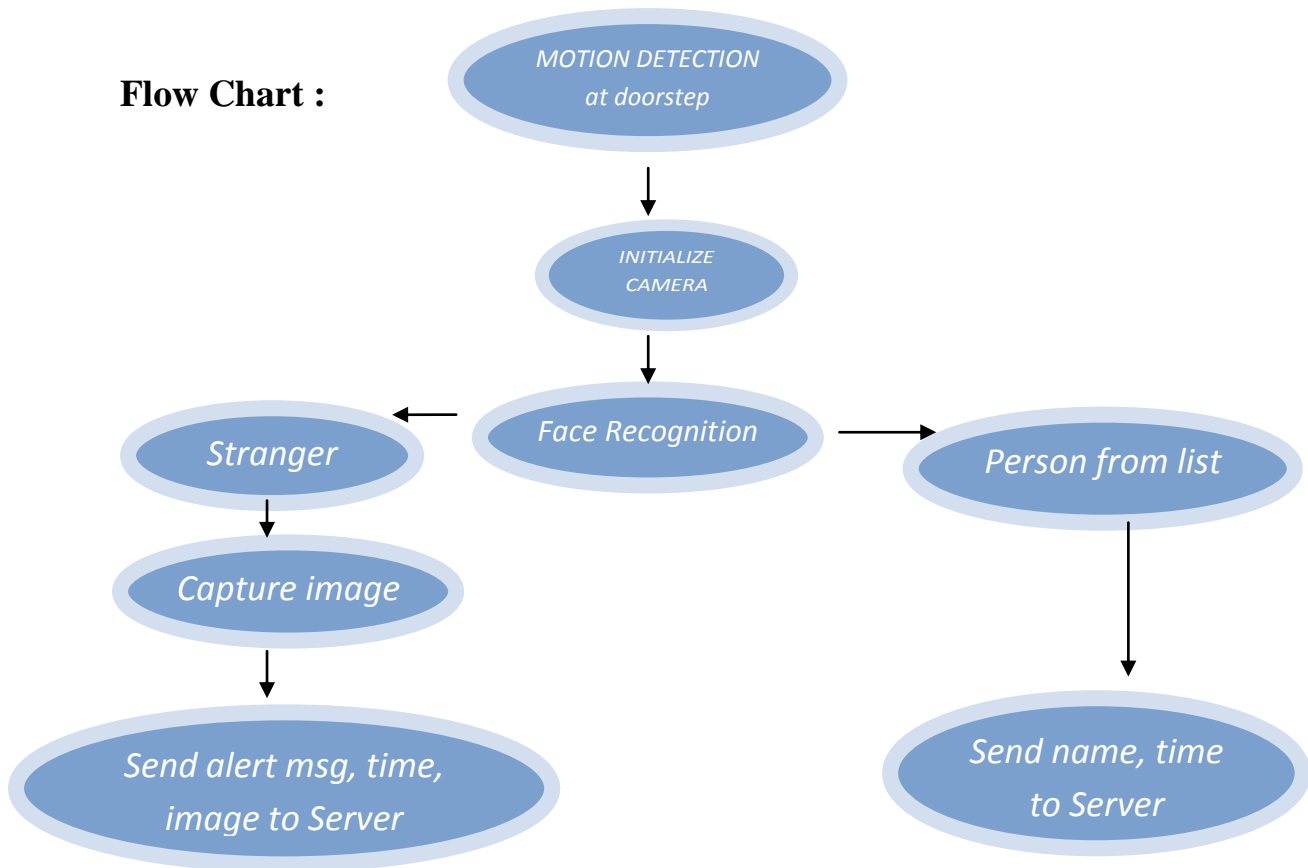 Flow Chart :
MOTION DETECTION
at doorstep
INITIALIZE
CAMERA
Face Recognition
Stranger
Person from list
Capture image
Send alert msg, time,
image to Server
Send name, time
to Server